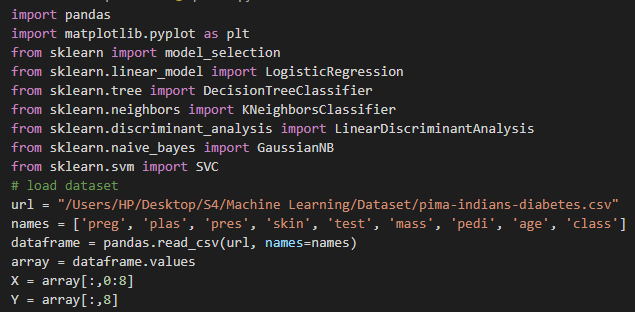 import pandas
import matplotlib.pyplot as plt
from sklearn import model_selection
from sklearn.linear_model import LogisticRegression
from sklearn.tree import DecisionTreeClassifier
from sklearn.neighbors import KNeighborsClassifier
from sklearn.discriminant_analysis import LinearDiscriminantAnalysis
from sklearn.naive_bayes import GaussianNB
from sklearn.svm import SVC
# load dataset
url = "/Users/HP/Desktop/S4/Machine Learning/Dataset/pima-indians-diabetes.csv"
names = ['preg', 'plas', 'pres', 'skin', 'test', 'mass', 'pedi', 'age', 'class']
dataframe = pandas.read_csv(url, names=names)
array = dataframe.values
X = array[:,0:8]
Y = array[:,8]